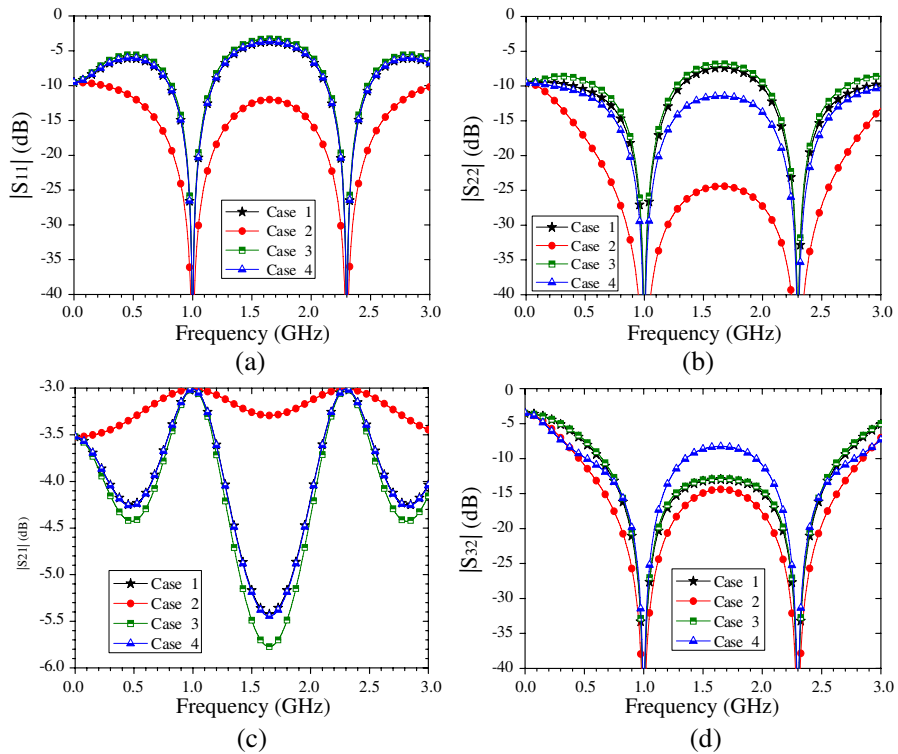 0
-5
-10
-15
-20
-25
-30
-35
-40
|S11| (dB)
Case 1
Case 2
Case 3
Case 4
0.0 0.5 1.0 1.5 2.0 2.5 3.0
Frequency (GHz)
(a)
0
-5
-10
-15
-20
-25
-30
-35
-40
|S22| (dB)
Case 1
Case 2
Case 3
Case 4
0.0 0.5 1.0 1.5 2.0 2.5 3.0
Frequency (GHz)
(b)
-3.0
-3.5
-4.0
-4.5
-5.0
-5.5
-6.0
|S21| (dB)
Case 1
Case 2
Case 3
Case 4
0.0 0.5 1.0 1.5 2.0 2.5 3.0
Frequency (GHz)
(c)
0
-5
-10
-15
-20
-25
-30
-35
-40
|S32| (dB)
Case 1
Case 2
Case 3
Case 4
0.0 0.5 1.0 1.5 2.0 2.5 3.0
Frequency (GHz)
(d)